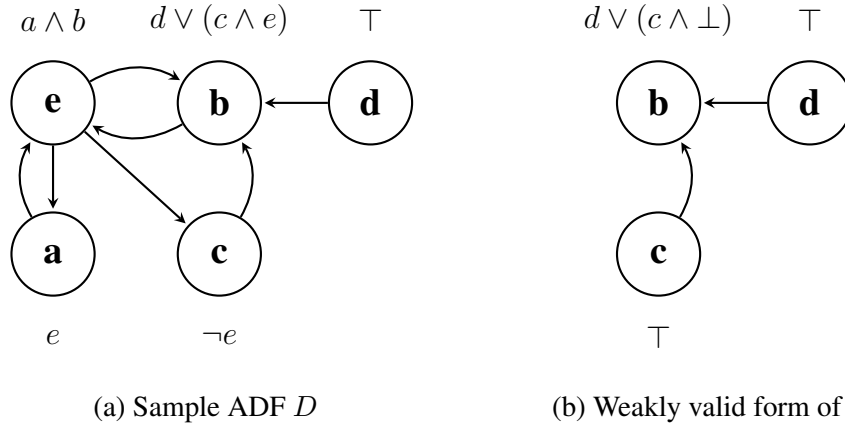 a ∧ b d ∨ (c ∧ e) ⊤ d ∨ (c ∧ ⊥) ⊤
e b d b d
a c c
e ¬e ⊤
(a) Sample ADF D (b) Weakly valid form of